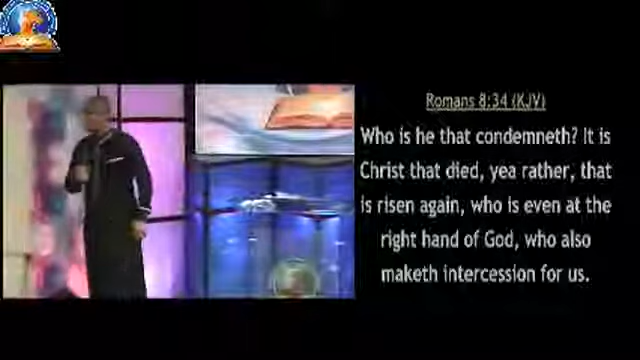 Romans 8:34 (KJV)
Who is he that condemneth? It is
Christ that died, yea rather, that
is risen again, who is even at the
right hand of God, who also
maketh intercession for us.